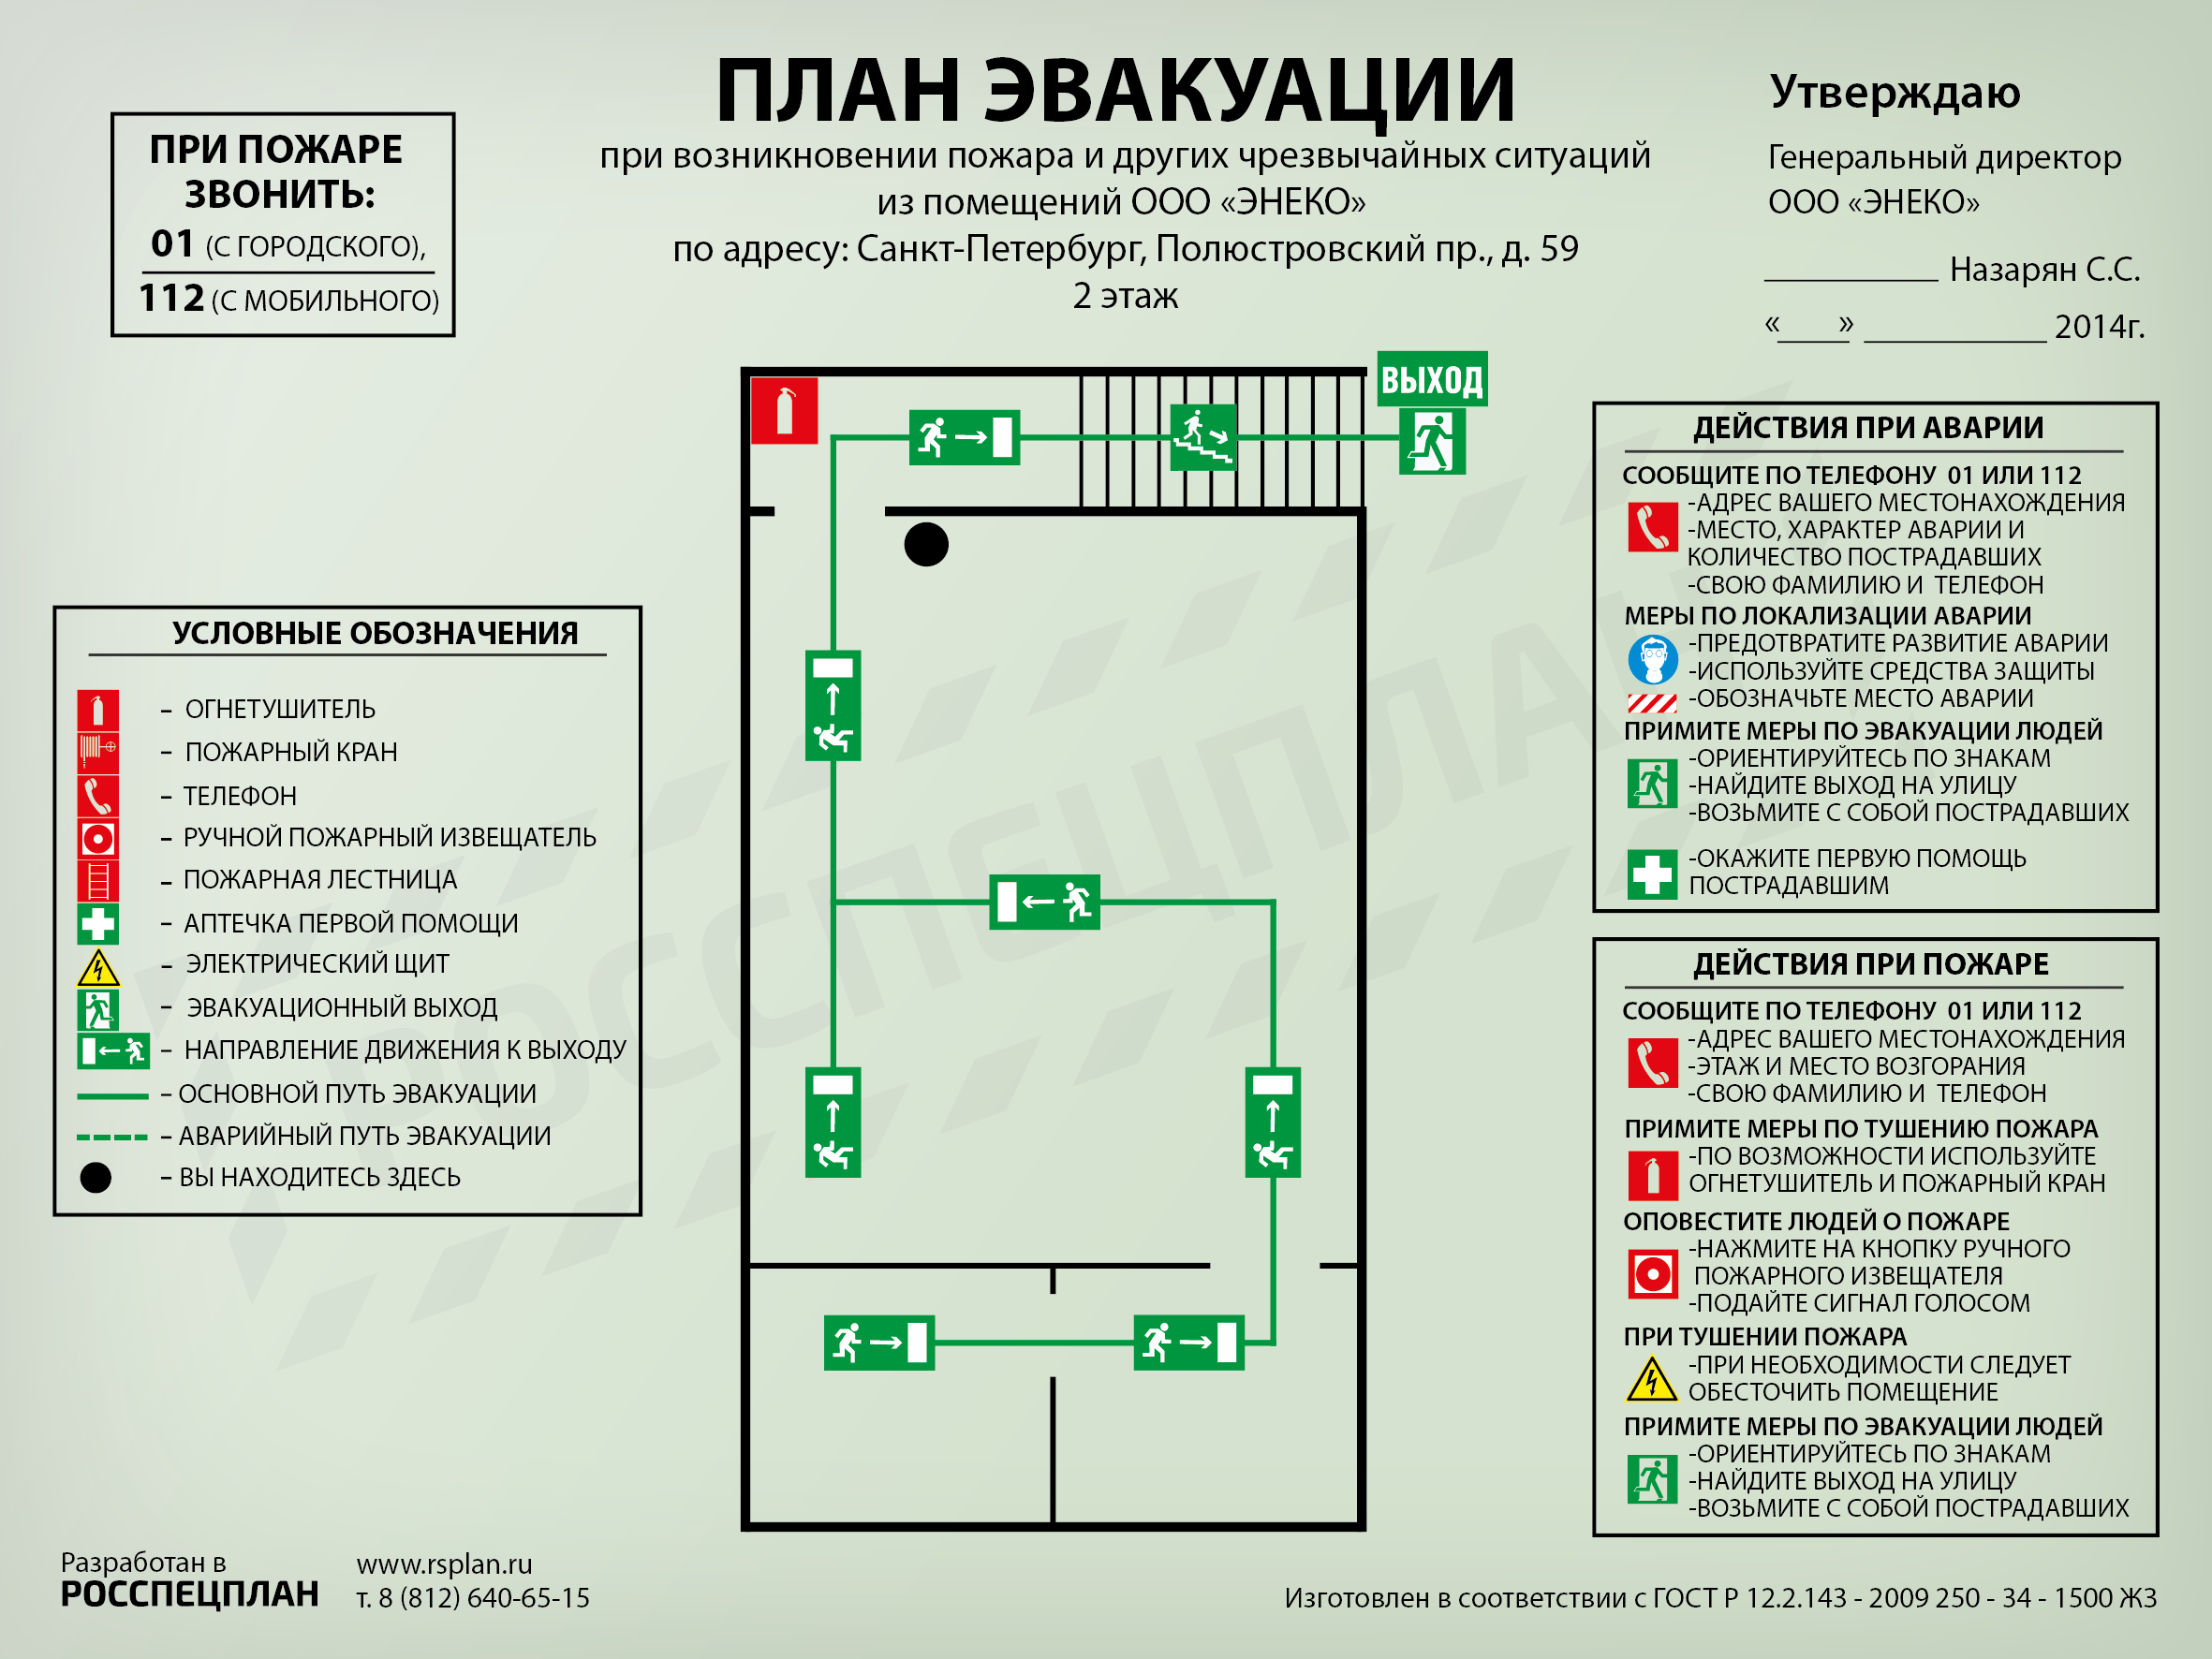 ПЛАН ЭВАКУАЦИИ
при возникновении пожара и других чрезвычайных ситуаций
из помещений ООО «ЭНЕКО»
по адресу: Санкт-Петербург, Полюстровский пр., д. 59
2 этаж
ПРИ ПОЖАРЕ
ЗВОНИТЬ:
01 (С ГОРОДСКОГО),
112 (С МОБИЛЬНОГО)
Утверждаю
Генеральный директор
ООО «ЭНЕКО»
Назарян С.С.
« » 2014г.
ВЫХОД
УСЛОВНЫЕ ОБОЗНАЧЕНИЯ
– ОГНЕТУШИТЕЛЬ
– ПОЖАРНЫЙ КРАН
– ТЕЛЕФОН
– РУЧНОЙ ПОЖАРНЫЙ ИЗВЕЩАТЕЛЬ
– ПОЖАРНАЯ ЛЕСТНИЦА
– АПТЕЧКА ПЕРВОЙ ПОМОЩИ
– ЭЛЕКТРИЧЕСКИЙ ЩИТ
– ЭВАКУАЦИОННЫЙ ВЫХОД
– НАПРАВЛЕНИЕ ДВИЖЕНИЯ К ВЫХОДУ
– ОСНОВНОЙ ПУТЬ ЭВАКУАЦИИ
– АВАРИЙНЫЙ ПУТЬ ЭВАКУАЦИИ
– ВЫ НАХОДИТЕСЬ ЗДЕСЬ
РОССПЕЦПЛАН
ДЕЙСТВИЯ ПРИ АВАРИИ
СООБЩИТЕ ПО ТЕЛЕФОНУ 01 ИЛИ 112
-АДРЕС ВАШЕГО МЕСТОНАХОЖДЕНИЯ
-МЕСТО, ХАРАКТЕР АВАРИИ И
КОЛИЧЕСТВО ПОСТРАДАВШИХ
-СВОЮ ФАМИЛИЮ И ТЕЛЕФОН
МЕРЫ ПО ЛОКАЛИЗАЦИИ АВАРИИ
-ПРЕДОТВРАТИТЕ РАЗВИТИЕ АВАРИИ
-ИСПОЛЬЗУЙТЕ СРЕДСТВА ЗАЩИТЫ
-ОБОЗНАЧЬТЕ МЕСТО АВАРИИ
ПРИМИТЕ МЕРЫ ПО ЭВАКУАЦИИ ЛЮДЕЙ
-ОРИЕНТИРУЙТЕСЬ ПО ЗНАКАМ
-НАЙДИТЕ ВЫХОД НА УЛИЦУ
-ВОЗЬМИТЕ С СОБОЙ ПОСТРАДАВШИХ
-ОКАЖИТЕ ПЕРВУЮ ПОМОЩЬ
ПОСТРАДАВШИМ
ДЕЙСТВИЯ ПРИ ПОЖАРЕ
СООБЩИТЕ ПО ТЕЛЕФОНУ 01 ИЛИ 112
-АДРЕС ВАШЕГО МЕСТОНАХОЖДЕНИЯ
-ЭТАЖ И МЕСТО ВОЗГОРАНИЯ
-СВОЮ ФАМИЛИЮ И ТЕЛЕФОН
ПРИМИТЕ МЕРЫ ПО ТУШЕНИЮ ПОЖАРА
-ПО ВОЗМОЖНОСТИ ИСПОЛЬЗУЙТЕ
ОГНЕТУШИТЕЛЬ И ПОЖАРНЫЙ КРАН
ОПОВЕСТИТЕ ЛЮДЕЙ О ПОЖАРЕ
-НАЖМИТЕ НА КНОПКУ РУЧНОГО
ПОЖАРНОГО ИЗВЕЩАТЕЛЯ
-ПОДАЙТЕ СИГНАЛ ГОЛОСОМ
ПРИ ТУШЕНИИ ПОЖАРА
-ПРИ НЕОБХОДИМОСТИ СЛЕДУЕТ
ОБЕСТОЧИТЬ ПОМЕЩЕНИЕ
ПРИМИТЕ МЕРЫ ПО ЭВАКУАЦИИ ЛЮДЕЙ
-ОРИЕНТИРУЙТЕСЬ ПО ЗНАКАМ
-НАЙДИТЕ ВЫХОД НА УЛИЦУ
-ВОЗЬМИТЕ С СОБОЙ ПОСТРАДАВШИХ
Разработан в
РОССПЕЦПЛАН
www.rsplan.ru
т. 8 (812) 640-65-15
Изготовлен в соответствии с ГОСТ Р 12.2.143 - 2009 250 - 34 - 1500 ЖЗ